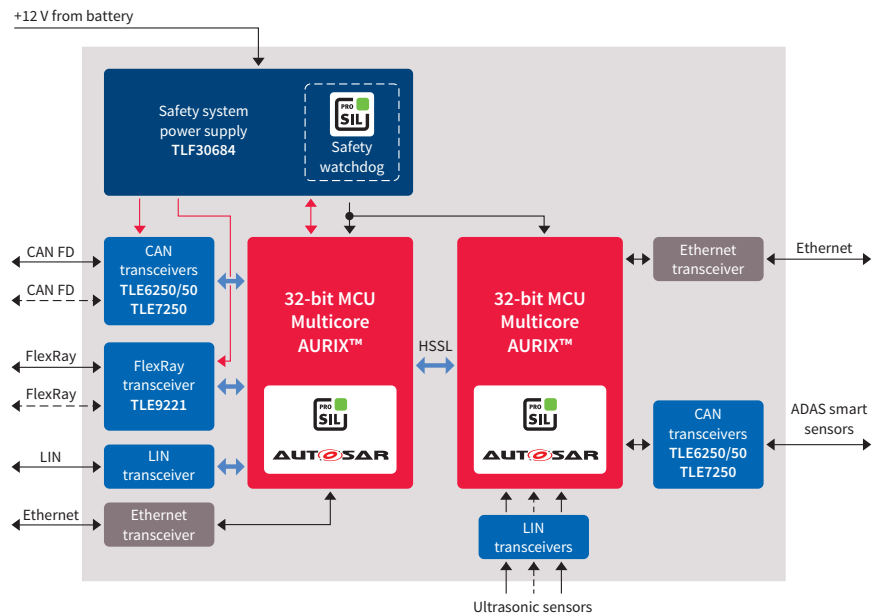 +12 V from battery
Safety system
power supply
TLF30684
PRO
SIL
Safety
watchdog
CAN FD
CAN FD
CAN
transceivers
TLE6250/50
TLE7250
FlexRay
FlexRay
FlexRay
transceiver
TLE9221
LIN
LIN
transceiver
Ethernet
Ethernet
transceiver
32-bit MCU
Multicore
AURIX™
PRO
SIL
AUTOSAR
HSSL
32-bit MCU
Multicore
AURIX™
PRO
SIL
AUTOSAR
Ethernet
transceiver
Ethernet
CAN
transceivers
TLE6250/50
TLE7250
ADAS smart
sensors
LIN
transceivers
Ultrasonic sensors